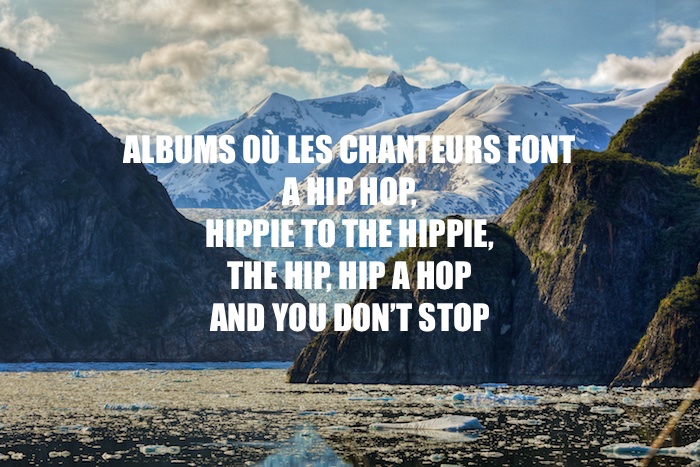 ALBUMS OÙ LES CHANTEURS FONT
A HIP HOP,
HIPPIE TO THE HIPPIE,
THE HIP, HIP A HOP
AND YOU DON'T STOP